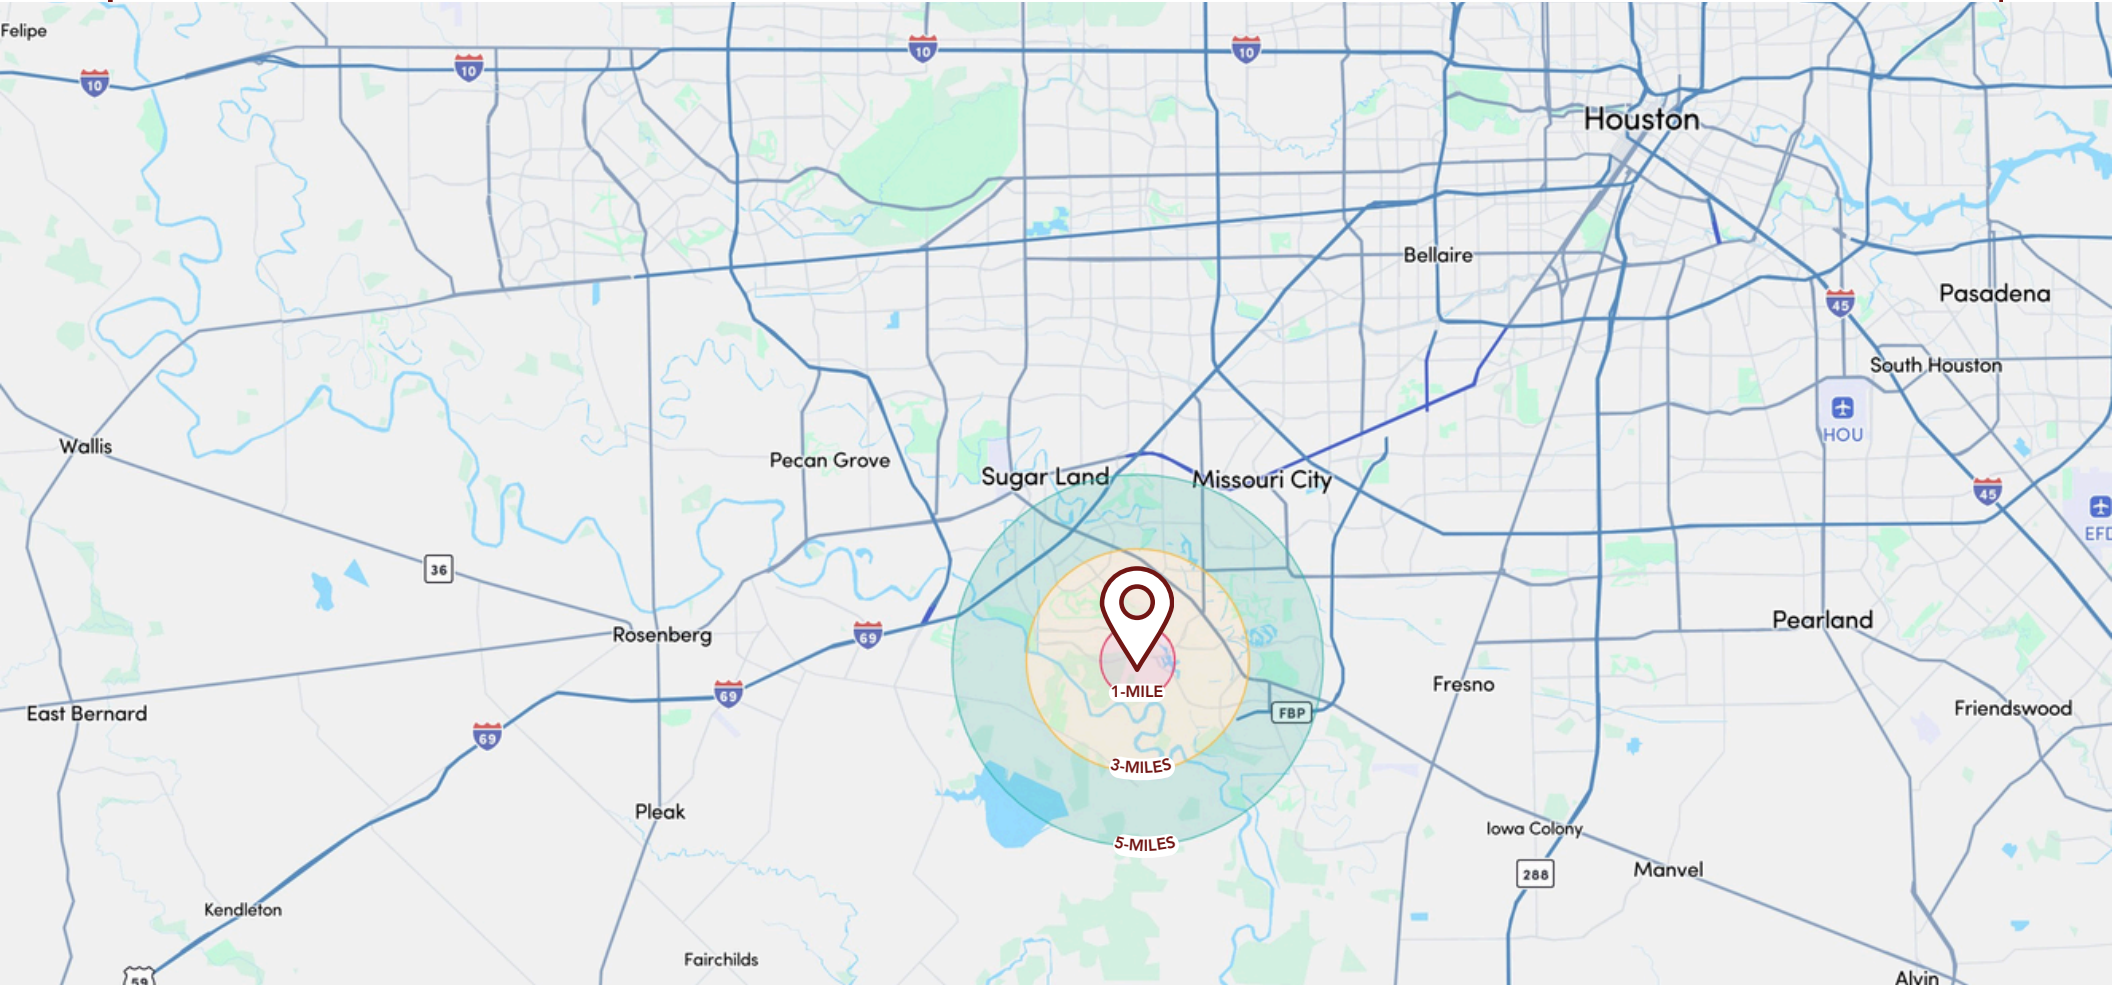 Felipe
10
10
10
10
Houston
Bellaire
Pasadena
45
South Houston
HOU
Wallis
Pecan Grove
Sugar Land
Missouri City
45
EFD
36
Rosenberg
69
Pearland
1-MILE
Fresno
69
FBP
East Bernard
Friendswood
69
3-MILES
Pleak
Iowa Colony
5-MILES
288
Manvel
Kendleton
Fairchilds
59
Alvin